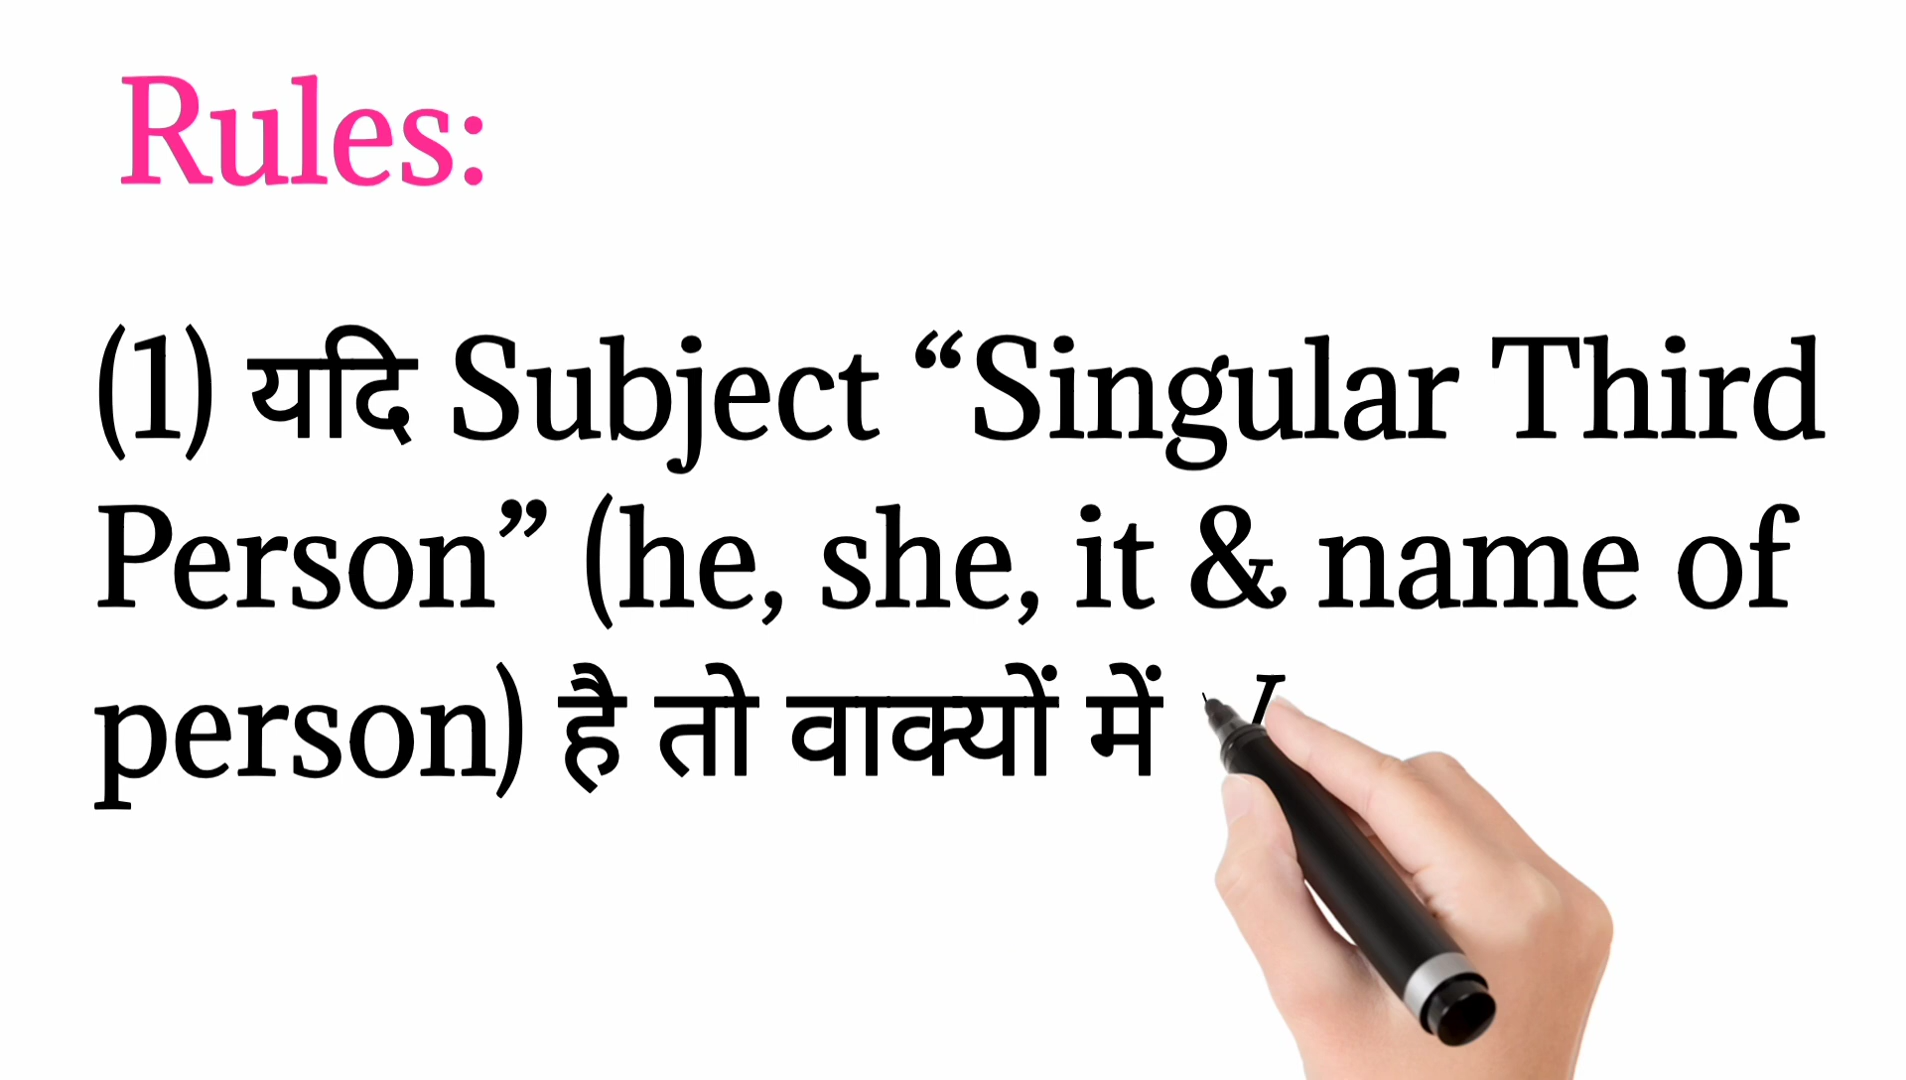 Rules:
(1) यदि Subject “Singular Third
Person” (he, she, it & name of
person) है तो वाक्यों में